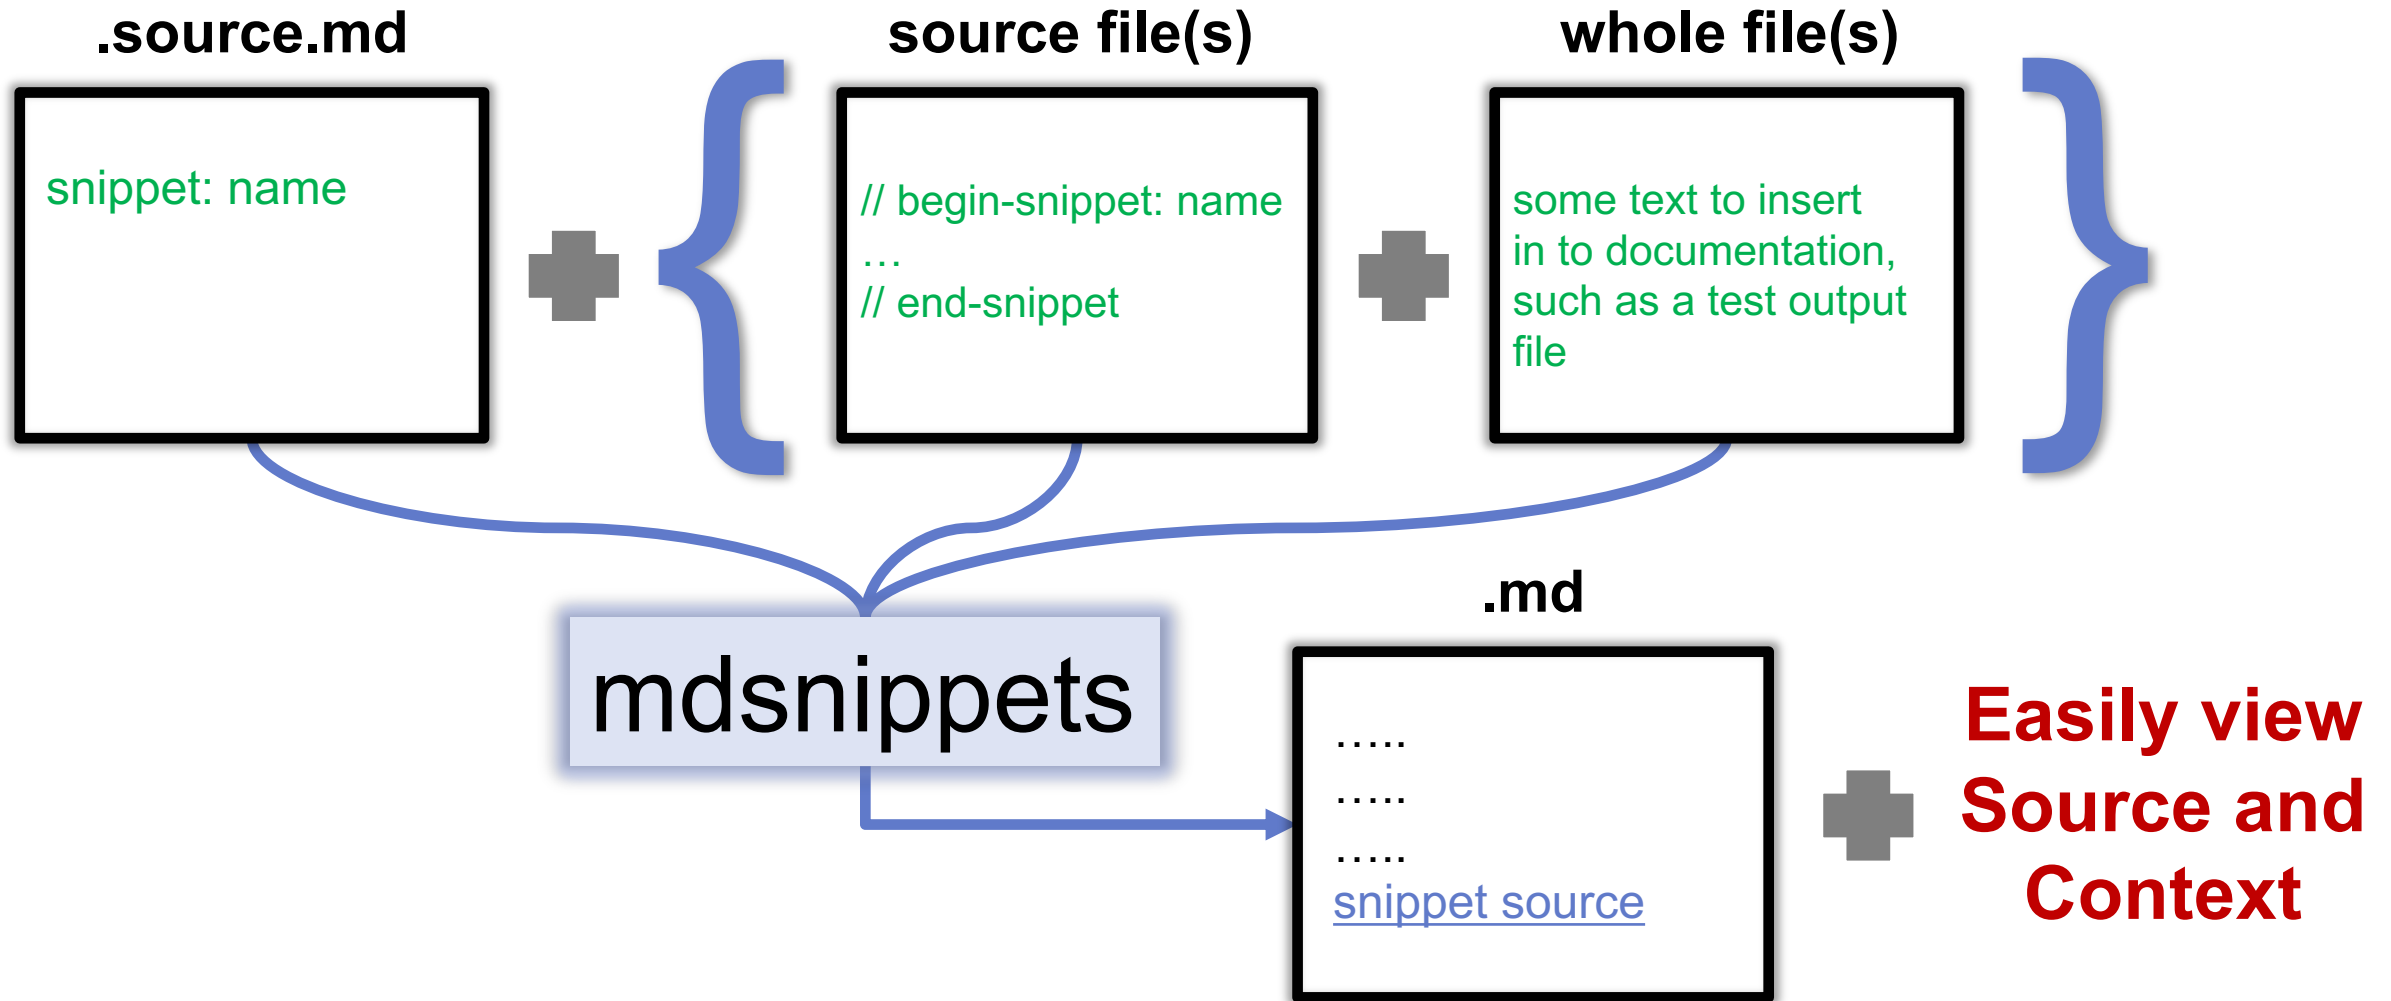 .source.md
snippet: name
source file(s)
// begin-snippet: name
…
// end-snippet
whole file(s)
some text to insert
in to documentation,
such as a test output
file
mdsnippets
.md
…..
…..
…..
snippet source
Easily view
Source and
Context